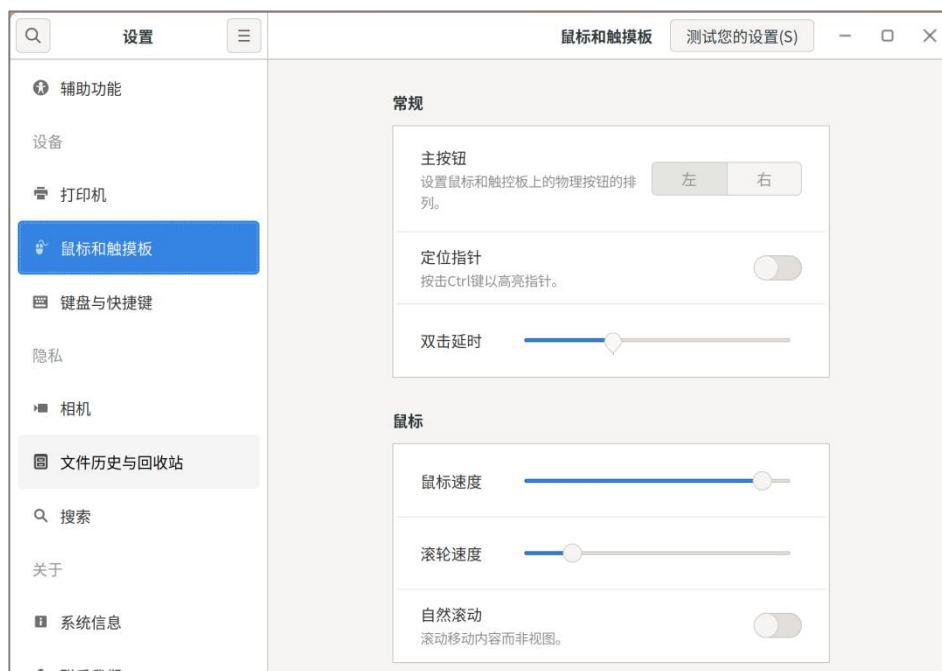 设置
鼠标和触摸板
测试您的设置(S)
辅助功能
设备
打印机
鼠标和触摸板
键盘与快捷键
隐私
相机
文件历史与回收站
搜索
关于
系统信息
常规
主按钮
设置鼠标和触控板上的物理按钮的排
列。
左
右
定位指针
按击Ctrl键以高亮指针。
双击延时
鼠标
鼠标速度
滚轮速度
自然滚动
滚动移动内容而非视图。